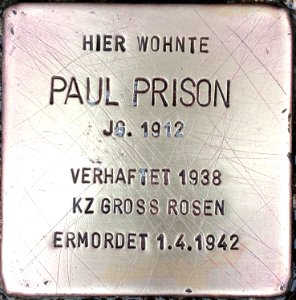 HIER WOHNTE
PAUL PRISON
JG. 1912
VERHAFTET 1938
KZ GROSS ROSEN
ERMORDET 1.4.1942